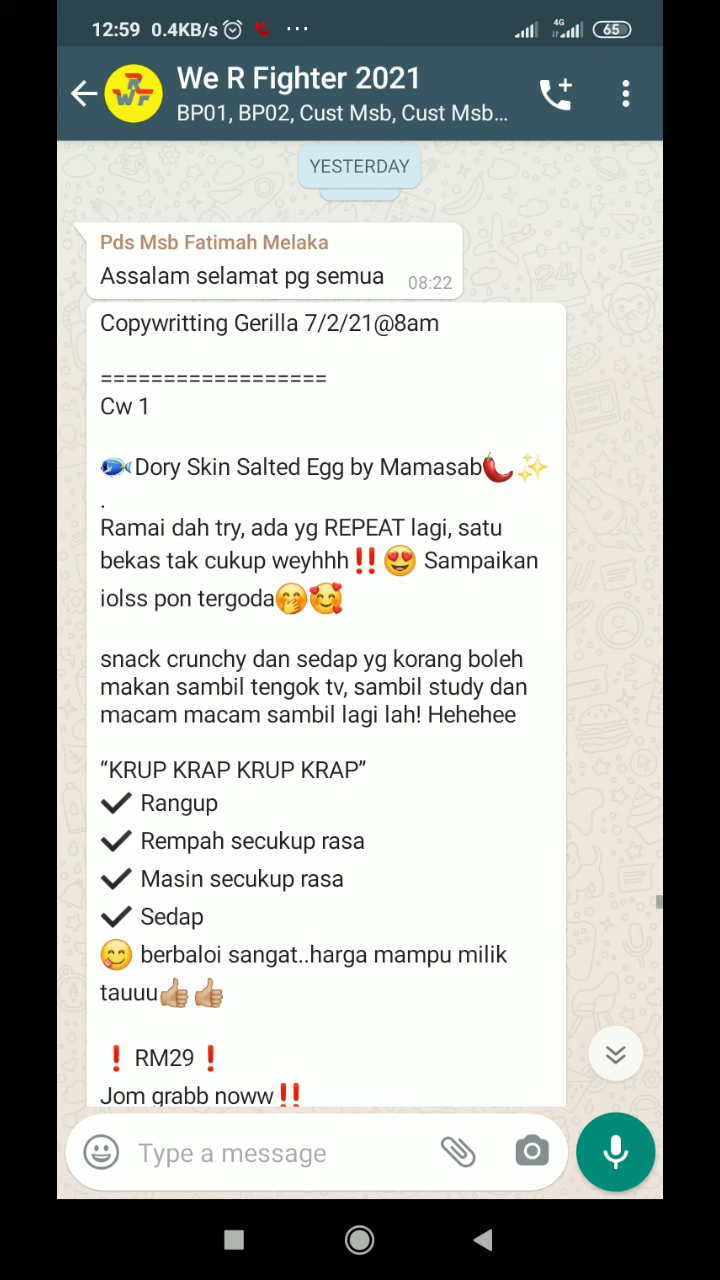 12:59 0.4KB/s ...
4G
65
We R Fighter 2021
BP01, BP02, Cust Msb, Cust Msb...
YESTERDAY
Pds Msb Fatimah Melaka
Assalam selamat pg semua 08:22
Copywritting Gerilla 7/2/21@8am
==================
Cw 1
🐠Dory Skin Salted Egg by Mamasab🌶✨
.
Ramai dah try, ada yg REPEAT lagi, satu
bekas tak cukup weyhhh‼️😍 Sampaikan
iolss pon tergoda🤭🥰
snack crunchy dan sedap yg korang boleh
makan sambil tengok tv, sambil study dan
macam macam sambil lagi lah! Hehehee
“KRUP KRAP KRUP KRAP”
✔ Rangup
✔ Rempah secukup rasa
✔ Masin secukup rasa
✔ Sedap
😋 berbaloi sangat..harga mampu milik
tauuu👍🏼👍🏼
❗ RM29❗
Jom grabb noww‼️
Type a message